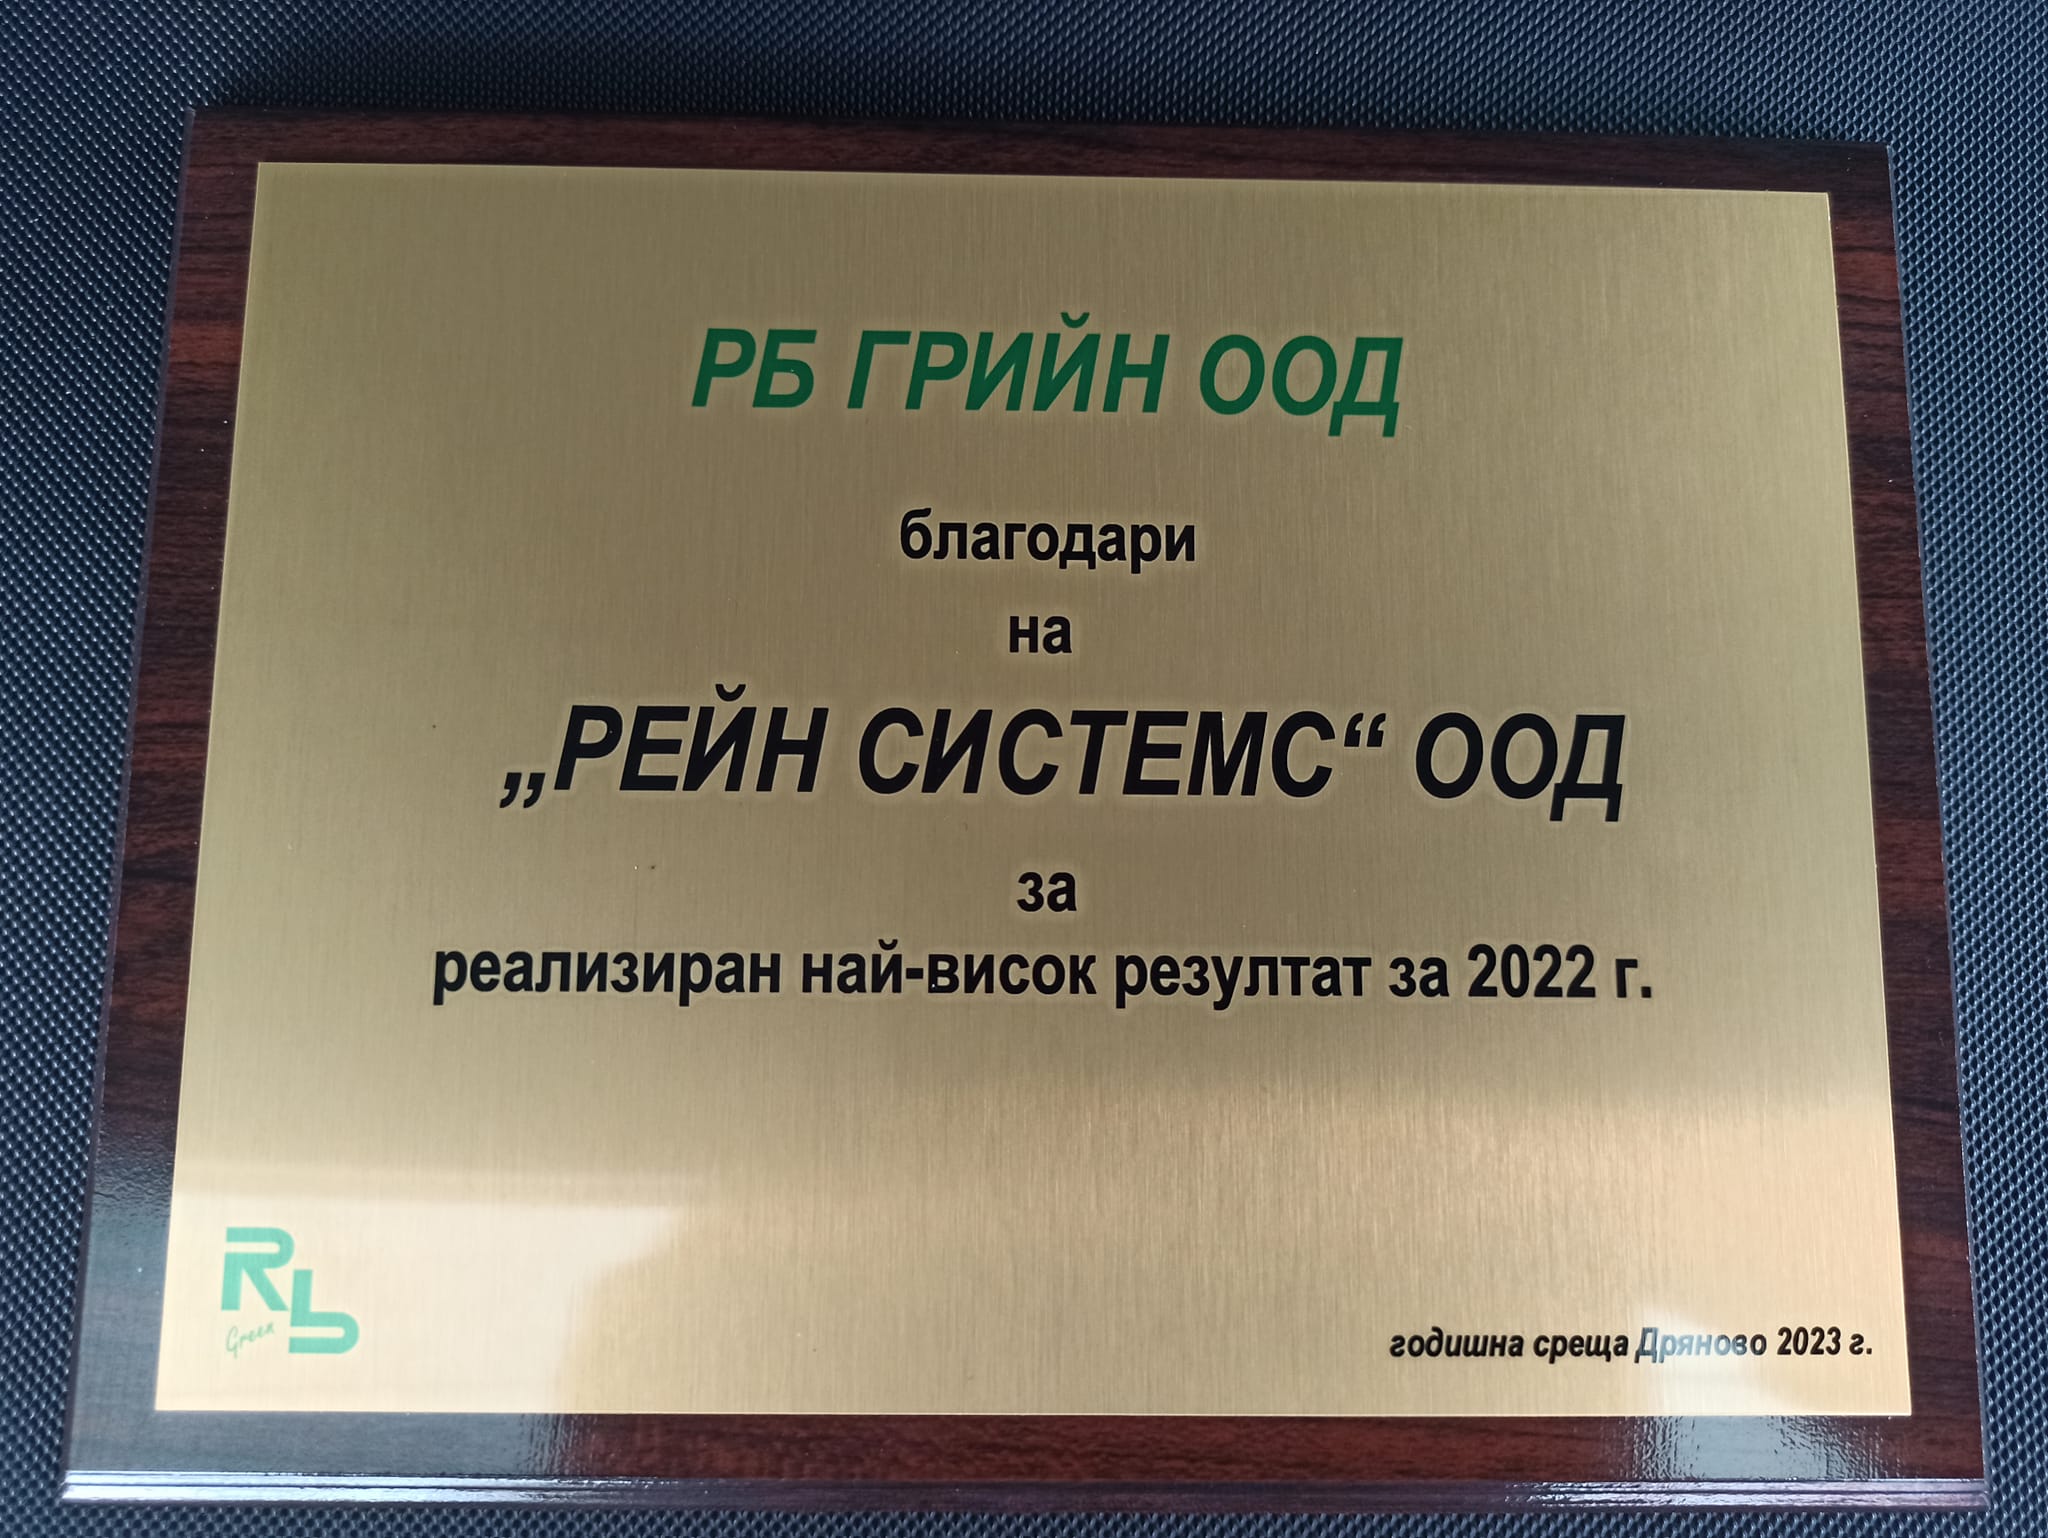 РБ ГРИЙН ООД
благодари
на
„РЕЙН СИСТЕМС“ ООД
за
реализиран най-висок резултат за 2022 г.
Rb
Green
годишна среща Дряново 2023 г.